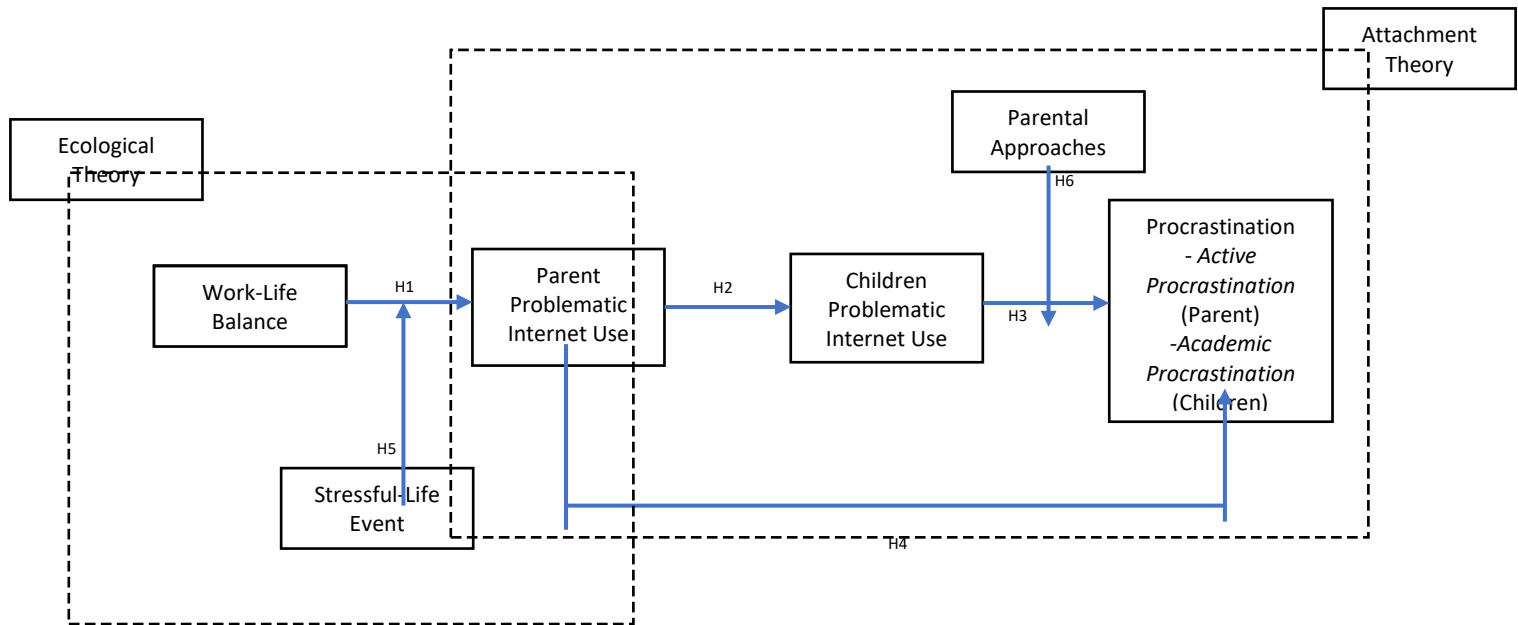 Attachment
Theory
Parental
Approaches
Ecological
Theory
H6
Procrastination
- Active
Procrastination
(Parent)
-Academic
Procrastination
(Children)
Parent
Problematic
Internet Use
Children
Problematic
Internet Use
Work-Life
Balance
H1
H2
H3
H5
Stressful-Life
Event
H4